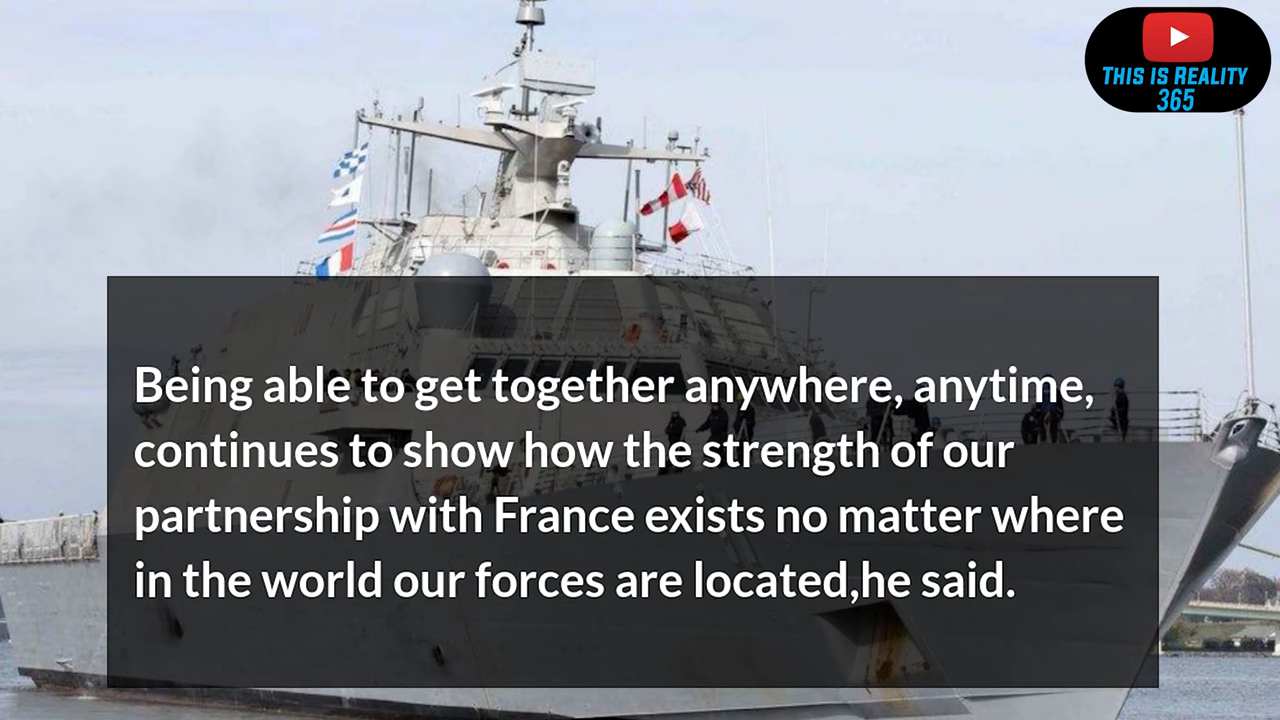 THIS IS REALITY
365
Being able to get together anywhere, anytime,
continues to show how the strength of our
partnership with France exists no matter where
in the world our forces are located,he said.